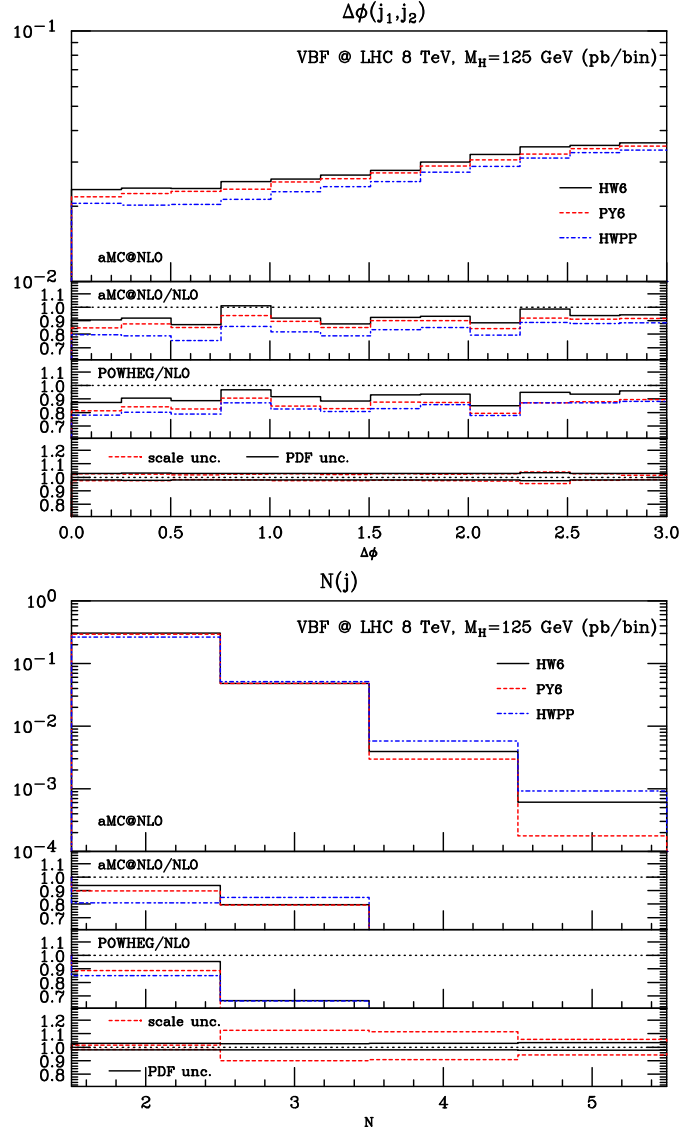 Δϕ(j1,j2)
10^-1
VBF @ LHC 8 TeV, MH=125 GeV (pb/bin)
HW6
PY6
HWPP
aMC@NLO
10^-2
aMC@NLO/NLO
1.1
1.0
0.9
0.8
0.7
POWHEG/NLO
1.1
1.0
0.9
0.8
0.7
1.2
scale unc.
PDF unc.
1.1
1.0
0.9
0.8
0.0 0.5 1.0 1.5 2.0 2.5 3.0
Δϕ
N(j)
10^0
VBF @ LHC 8 TeV, MH=125 GeV (pb/bin)
HW6
10^-1
PY6
HWPP
10^-2
10^-3
aMC@NLO
10^-4
aMC@NLO/NLO
1.1
1.0
0.9
0.8
0.7
POWHEG/NLO
1.1
1.0
0.9
0.8
0.7
scale unc.
1.2
1.1
1.0
0.9
PDF unc.
0.8
2 3 4 5
N